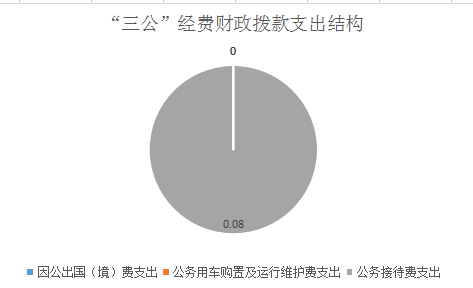 “三公”经费财政拨款支出结构
0
0.08
因公出国（境）费支出 公务用车购置及运行维护费支出 公务接待费支出